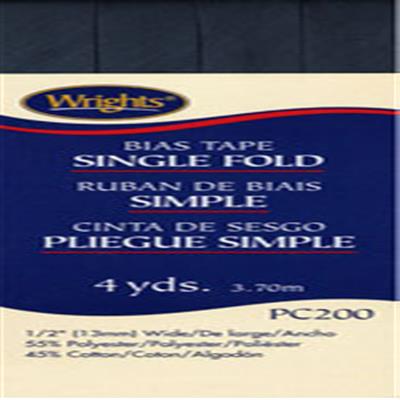 Wrights®
BIAS TAPE
SINGLE FOLD
RUBAN DE BIAIS
SIMPLE
CINTA DE SESGO
PLIEGUE SIMPLE
4 yds. 3.70m
PC200
1/2" (13mm) Wide/De large/Ancho
55% Polyester/Polyester/Poliéster
45% Cotton/Coton/Algodón